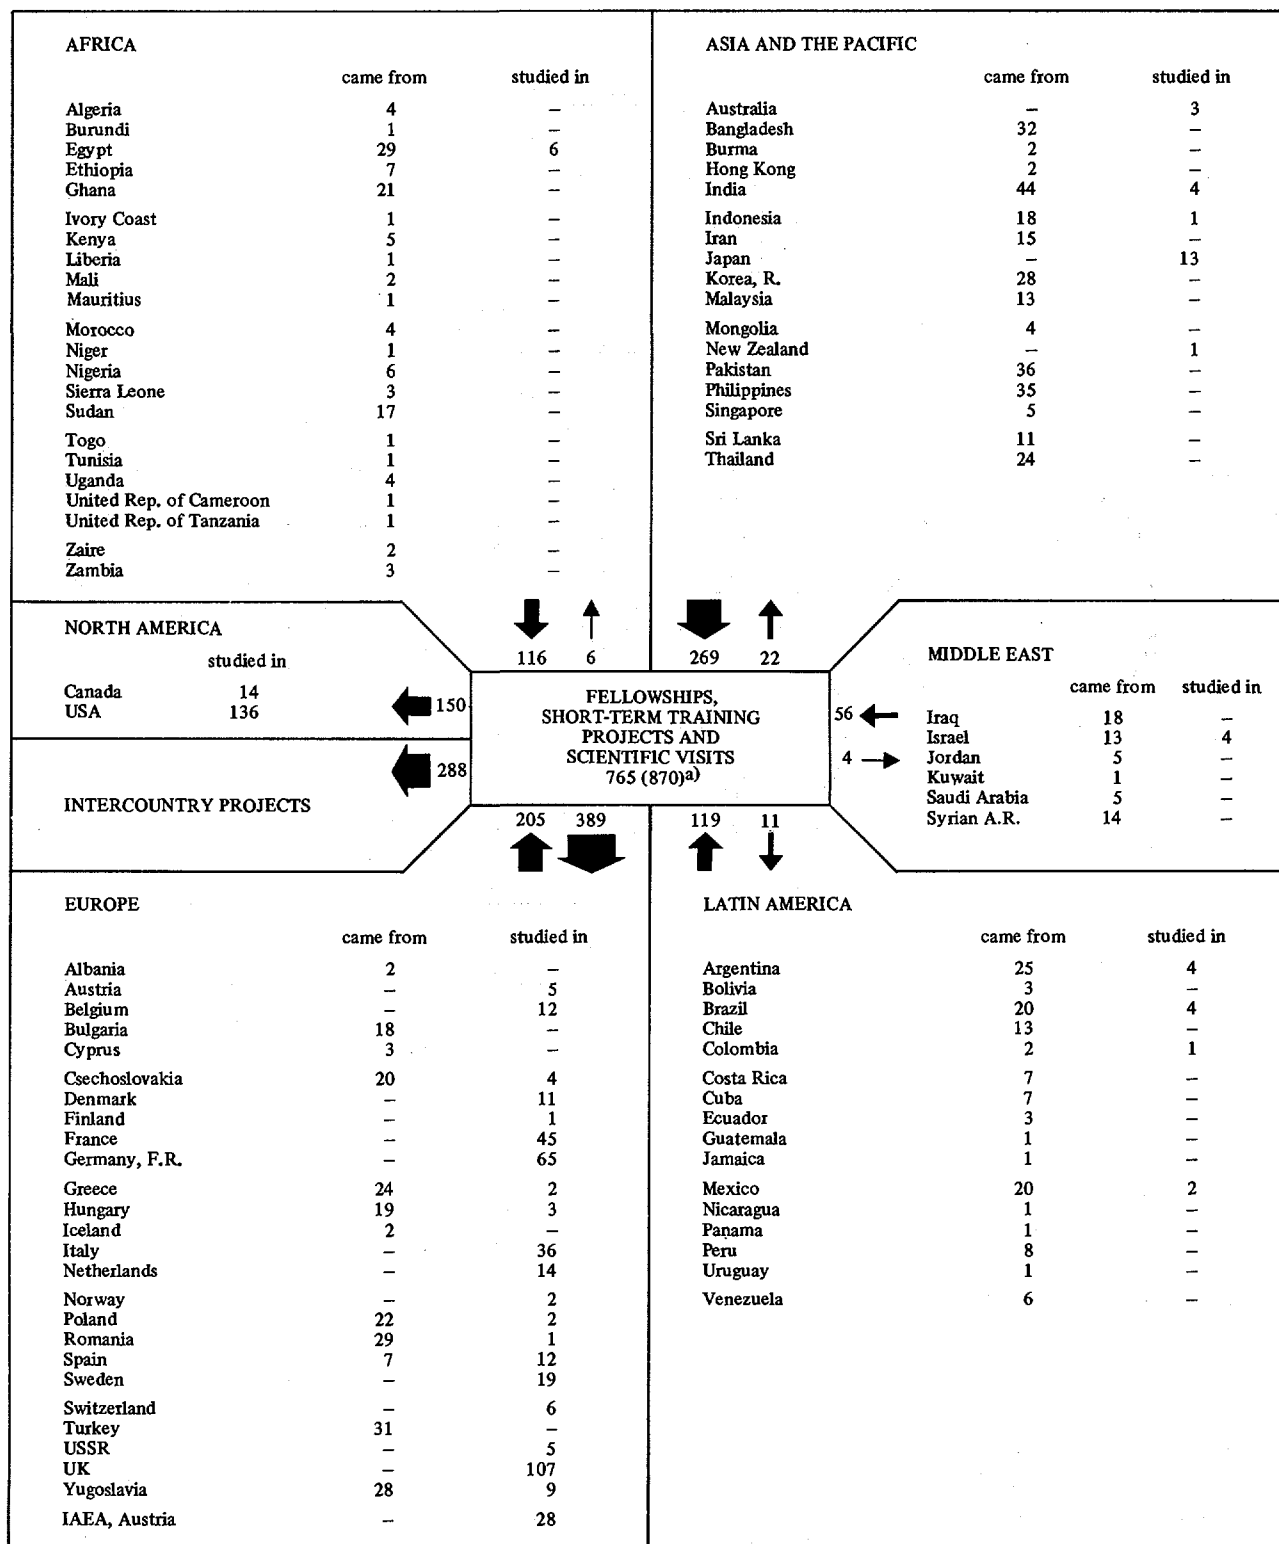 AFRICA
came from studied in
Algeria 4 –
Burundi 1 –
Egypt 29 6
Ethiopia 7 –
Ghana 21 –
Ivory Coast 1 –
Kenya 5 –
Liberia 1 –
Mali 2 –
Mauritius 1 –
Morocco 4 –
Niger 1 –
Nigeria 6 –
Sierra Leone 3 –
Sudan 17 –
Togo 1 –
Tunisia 1 –
Uganda 4 –
United Rep. of Cameroon 1 –
United Rep. of Tanzania 1 –
Zaire 2 –
Zambia 3 –
116 6
ASIA AND THE PACIFIC
came from studied in
Australia – 3
Bangladesh 32 –
Burma 2 –
Hong Kong 2 –
India 44 4
Indonesia 18 1
Iran 15 –
Japan – 13
Korea, R. 28 –
Malaysia 13 –
Mongolia 4 –
New Zealand – 1
Pakistan 36 –
Philippines 35 –
Singapore 5 –
Sri Lanka 11 –
Thailand 24 –
269 22
NORTH AMERICA
studied in
Canada 14
USA 136
150
INTERCOUNTRY PROJECTS
288
FELLOWSHIPS,
SHORT-TERM TRAINING
PROJECTS AND
SCIENTIFIC VISITS
765 (870)a)
MIDDLE EAST
came from studied in
Iraq 18 –
Israel 13 4
Jordan 5 –
Kuwait 1 –
Saudi Arabia 5 –
Syrian A.R. 14 –
56
4
205 389
EUROPE
came from studied in
Albania 2 –
Austria – 5
Belgium – 12
Bulgaria 18 –
Cyprus 3 –
Csechoslovakia 20 4
Denmark – 11
Finland – 1
France – 45
Germany, F.R. – 65
Greece 24 2
Hungary 19 3
Iceland 2 –
Italy – 36
Netherlands – 14
Norway – 2
Poland 22 2
Romania 29 1
Spain 7 12
Sweden – 19
Switzerland – 6
Turkey 31 –
USSR – 5
UK – 107
Yugoslavia 28 9
IAEA, Austria – 28
119 11
LATIN AMERICA
came from studied in
Argentina 25 4
Bolivia 3 –
Brazil 20 4
Chile 13 –
Colombia 2 1
Costa Rica 7 –
Cuba 7 –
Ecuador 3 –
Guatemala 1 –
Jamaica 1 –
Mexico 20 2
Nicaragua 1 –
Panama 1 –
Peru 8 –
Uruguay 1 –
Venezuela 6 –